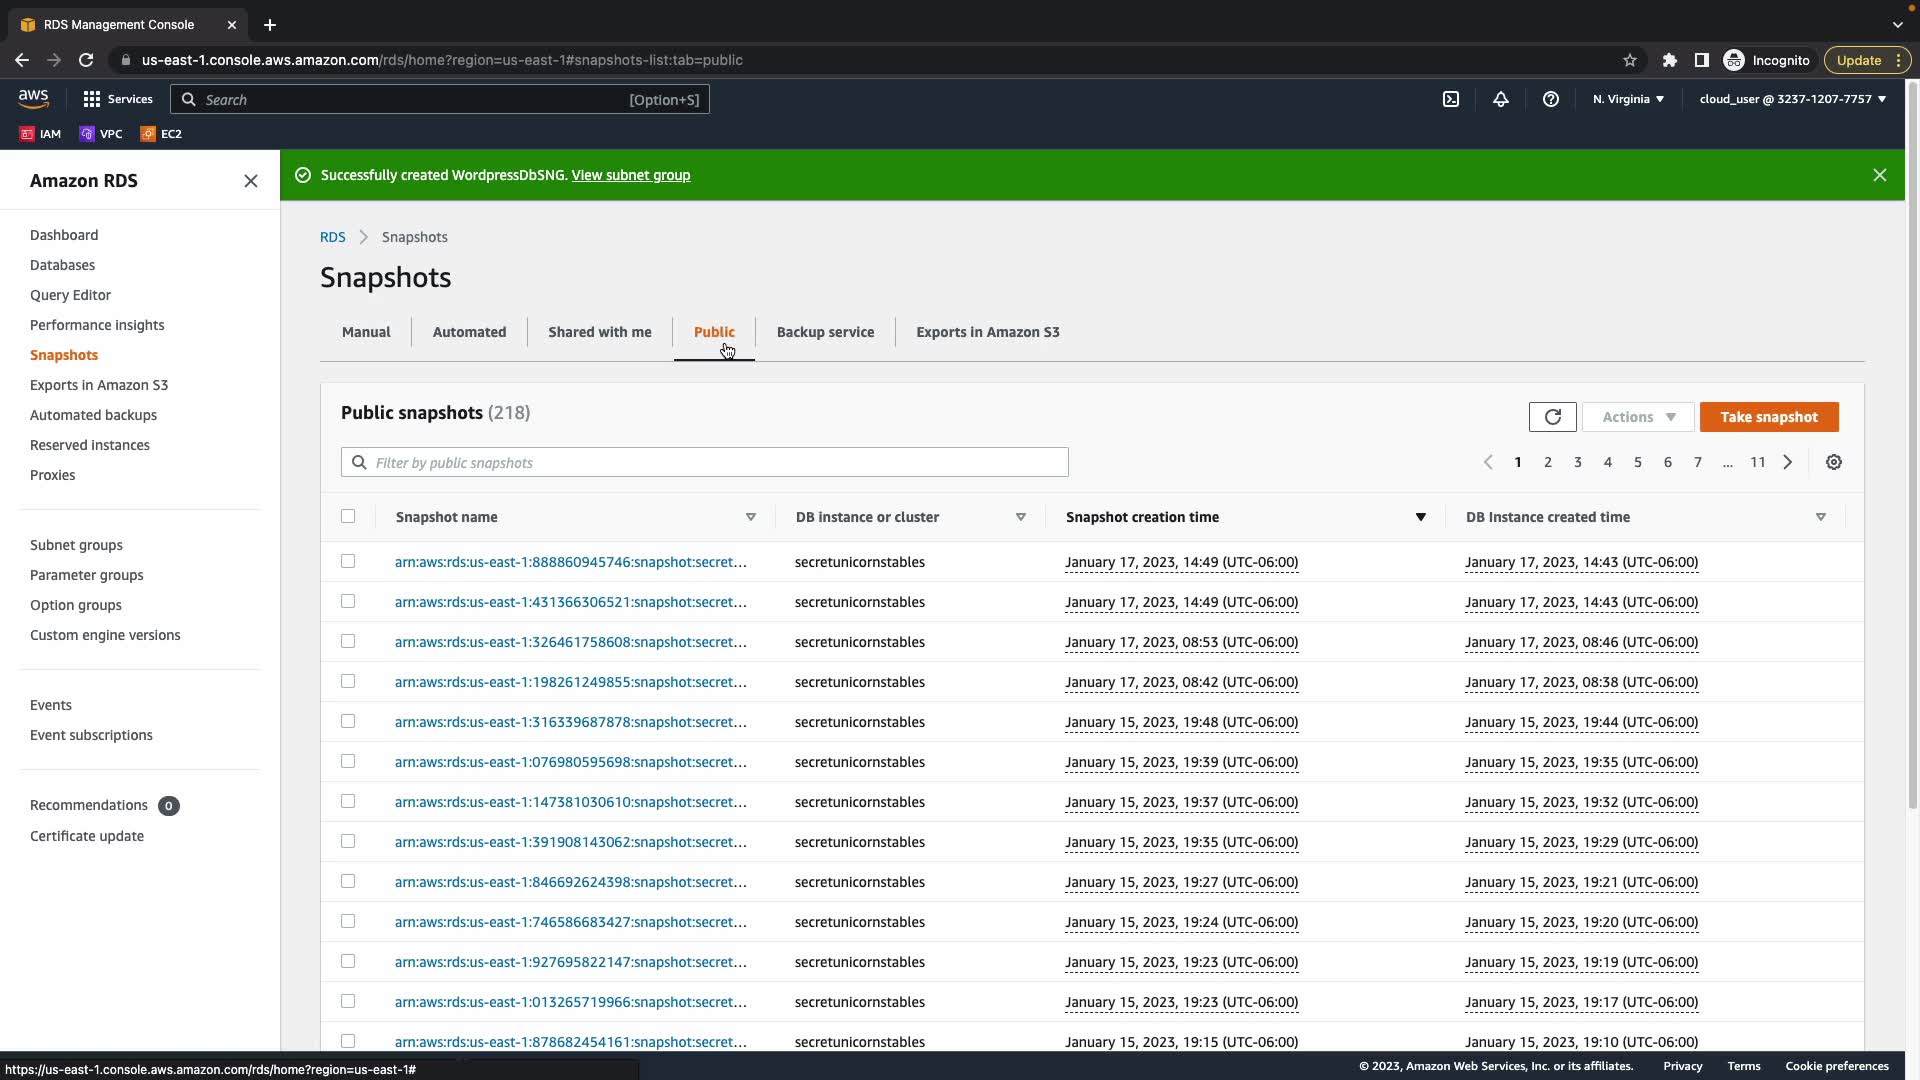 RDS Management Console
us-east-1.console.aws.amazon.com/rds/home?region=us-east-1#snapshots-list:tab=public
Incognito
Update
aws
Services
Search
[Option+S]
N. Virginia
cloud_user @ 3237-1207-7757
IAM
VPC
EC2
Amazon RDS
Dashboard
Databases
Query Editor
Performance insights
Snapshots
Exports in Amazon S3
Automated backups
Reserved instances
Proxies
Subnet groups
Parameter groups
Option groups
Custom engine versions
Events
Event subscriptions
Recommendations 0
Certificate update
Successfully created WordpressDbSNG. View subnet group
RDS > Snapshots
Snapshots
Manual
Automated
Shared with me
Public
Backup service
Exports in Amazon S3
Public snapshots (218)
Actions
Take snapshot
Filter by public snapshots
1 2 3 4 5 6 7 ... 11
Snapshot name DB instance or cluster Snapshot creation time DB Instance created time
arn:aws:rds:us-east-1:888860945746:snapshot:secret... secretunicornstables January 17, 2023, 14:49 (UTC-06:00) January 17, 2023, 14:43 (UTC-06:00)
arn:aws:rds:us-east-1:431366306521:snapshot:secret... secretunicornstables January 17, 2023, 14:49 (UTC-06:00) January 17, 2023, 14:43 (UTC-06:00)
arn:aws:rds:us-east-1:326461758608:snapshot:secret... secretunicornstables January 17, 2023, 08:53 (UTC-06:00) January 17, 2023, 08:46 (UTC-06:00)
arn:aws:rds:us-east-1:198261249855:snapshot:secret... secretunicornstables January 17, 2023, 08:42 (UTC-06:00) January 17, 2023, 08:38 (UTC-06:00)
arn:aws:rds:us-east-1:316339687878:snapshot:secret... secretunicornstables January 15, 2023, 19:48 (UTC-06:00) January 15, 2023, 19:44 (UTC-06:00)
arn:aws:rds:us-east-1:076980595698:snapshot:secret... secretunicornstables January 15, 2023, 19:39 (UTC-06:00) January 15, 2023, 19:35 (UTC-06:00)
arn:aws:rds:us-east-1:147381030610:snapshot:secret... secretunicornstables January 15, 2023, 19:37 (UTC-06:00) January 15, 2023, 19:32 (UTC-06:00)
arn:aws:rds:us-east-1:391908143062:snapshot:secret... secretunicornstables January 15, 2023, 19:35 (UTC-06:00) January 15, 2023, 19:29 (UTC-06:00)
arn:aws:rds:us-east-1:846692624398:snapshot:secret... secretunicornstables January 15, 2023, 19:27 (UTC-06:00) January 15, 2023, 19:21 (UTC-06:00)
arn:aws:rds:us-east-1:746586683427:snapshot:secret... secretunicornstables January 15, 2023, 19:24 (UTC-06:00) January 15, 2023, 19:20 (UTC-06:00)
arn:aws:rds:us-east-1:927695822147:snapshot:secret... secretunicornstables January 15, 2023, 19:23 (UTC-06:00) January 15, 2023, 19:19 (UTC-06:00)
arn:aws:rds:us-east-1:013265719966:snapshot:secret... secretunicornstables January 15, 2023, 19:23 (UTC-06:00) January 15, 2023, 19:17 (UTC-06:00)
arn:aws:rds:us-east-1:878682454161:snapshot:secret... secretunicornstables January 15, 2023, 19:15 (UTC-06:00) January 15, 2023, 19:10 (UTC-06:00)
https://us-east-1.console.aws.amazon.com/rds/home?region=us-east-1#
© 2023, Amazon Web Services, Inc. or its affiliates. Privacy Terms Cookie preferences